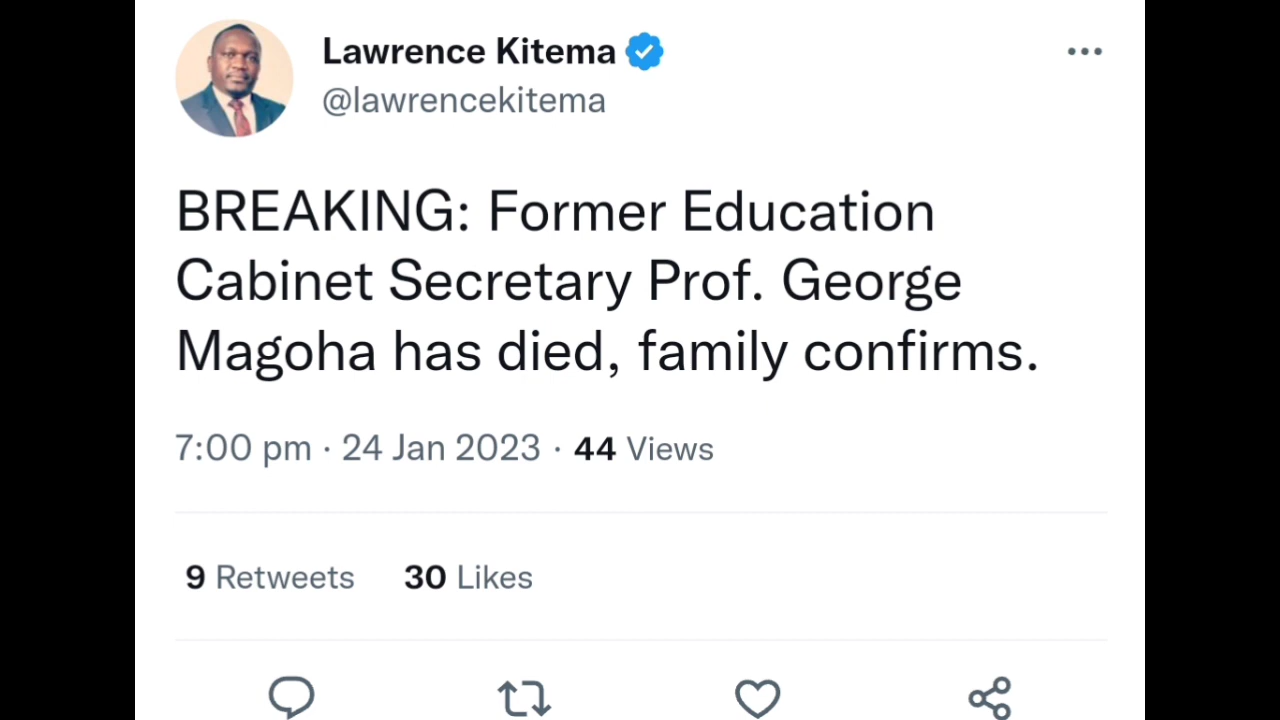 Lawrence Kitema
@lawrencekitema
BREAKING: Former Education
Cabinet Secretary Prof. George
Magoha has died, family confirms.
7:00 pm · 24 Jan 2023 · 44 Views
9 Retweets 30 Likes